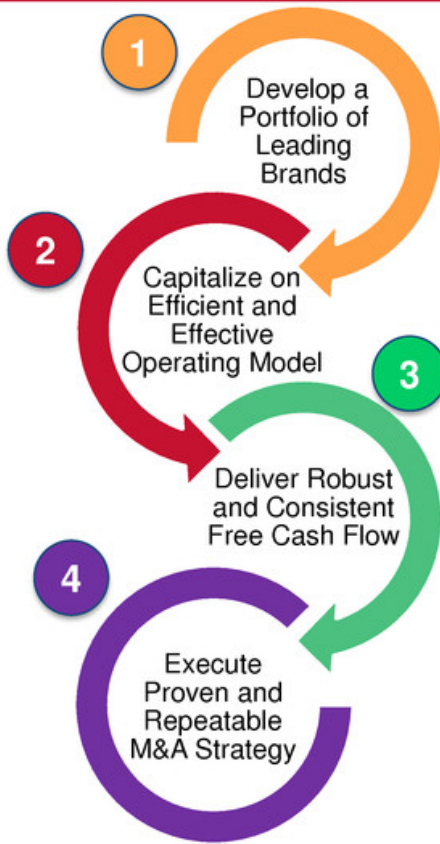 1
Develop a
Portfolio of
Leading
Brands
2
Capitalize on
Efficient and
Effective
Operating Model
3
Deliver Robust
and Consistent
Free Cash Flow
4
Execute
Proven and
Repeatable
M&A Strategy